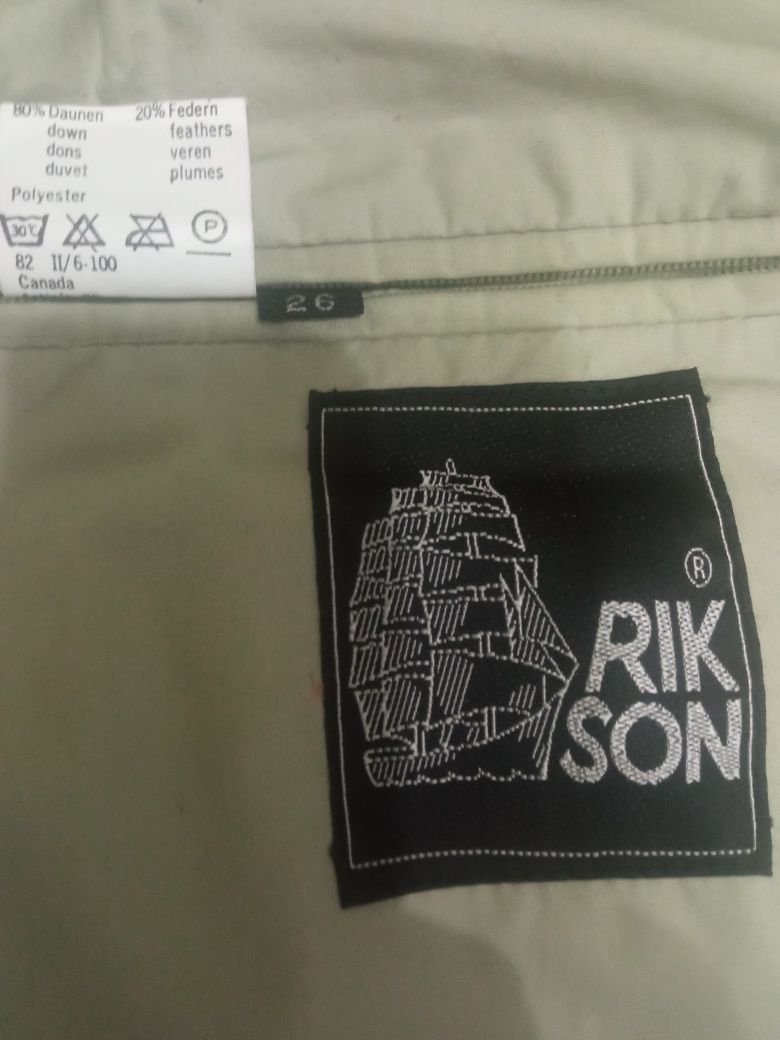 80% Daunen 20% Federn
down feathers
dons veren
duvet plumes
Polyester
30°C P
82 II/6-100
Canada
26
®
RIK
SON